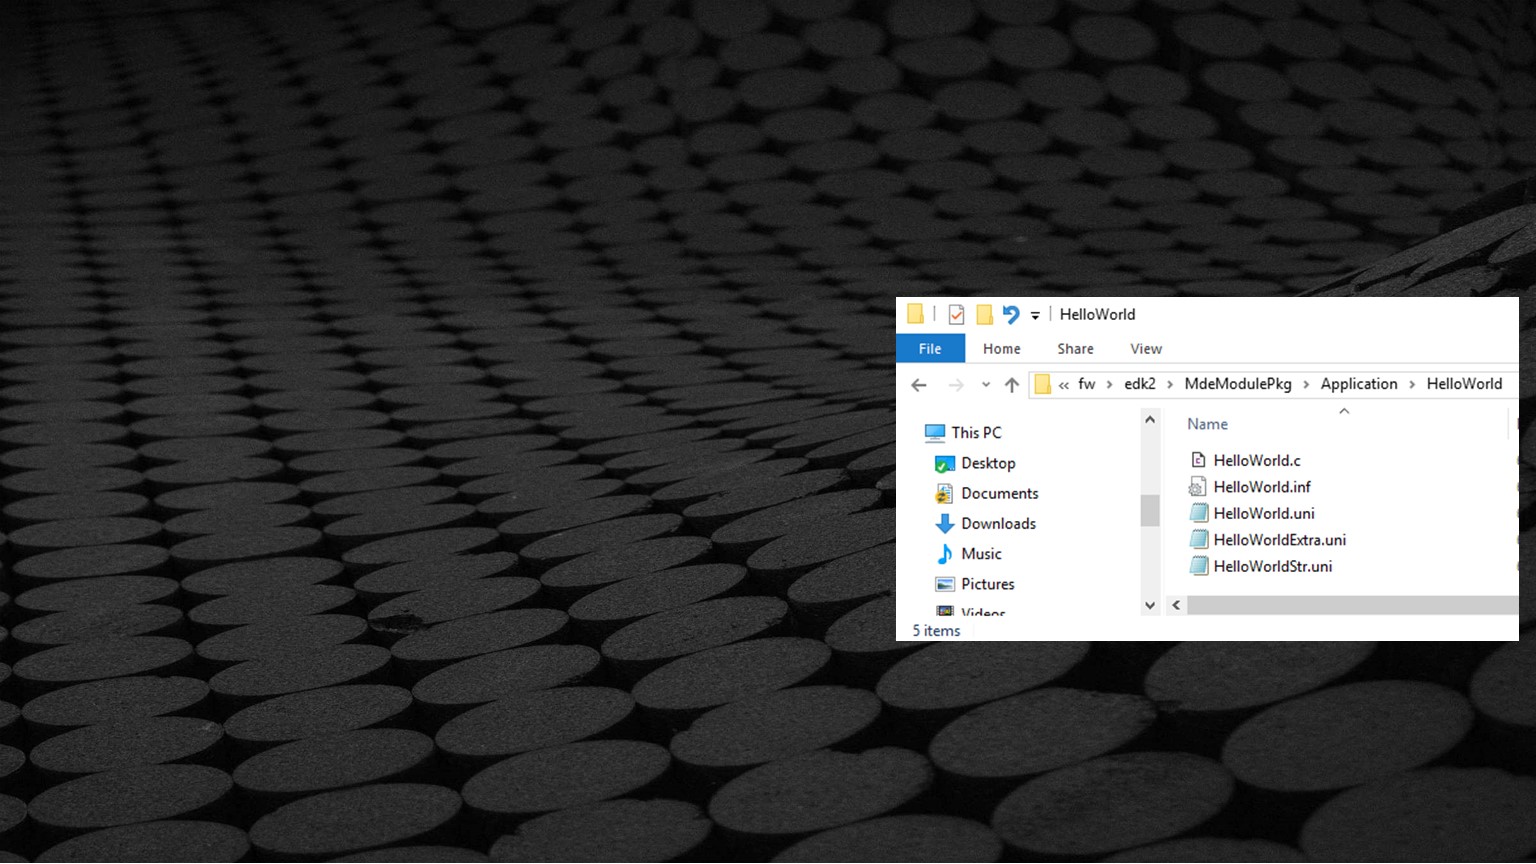 HelloWorld
File Home Share View
« fw > edk2 > MdeModulePkg > Application > HelloWorld
This PC
Desktop
Documents
Downloads
Music
Pictures
Videos
Name
HelloWorld.c
HelloWorld.inf
HelloWorld.uni
HelloWorldExtra.uni
HelloWorldStr.uni
5 items